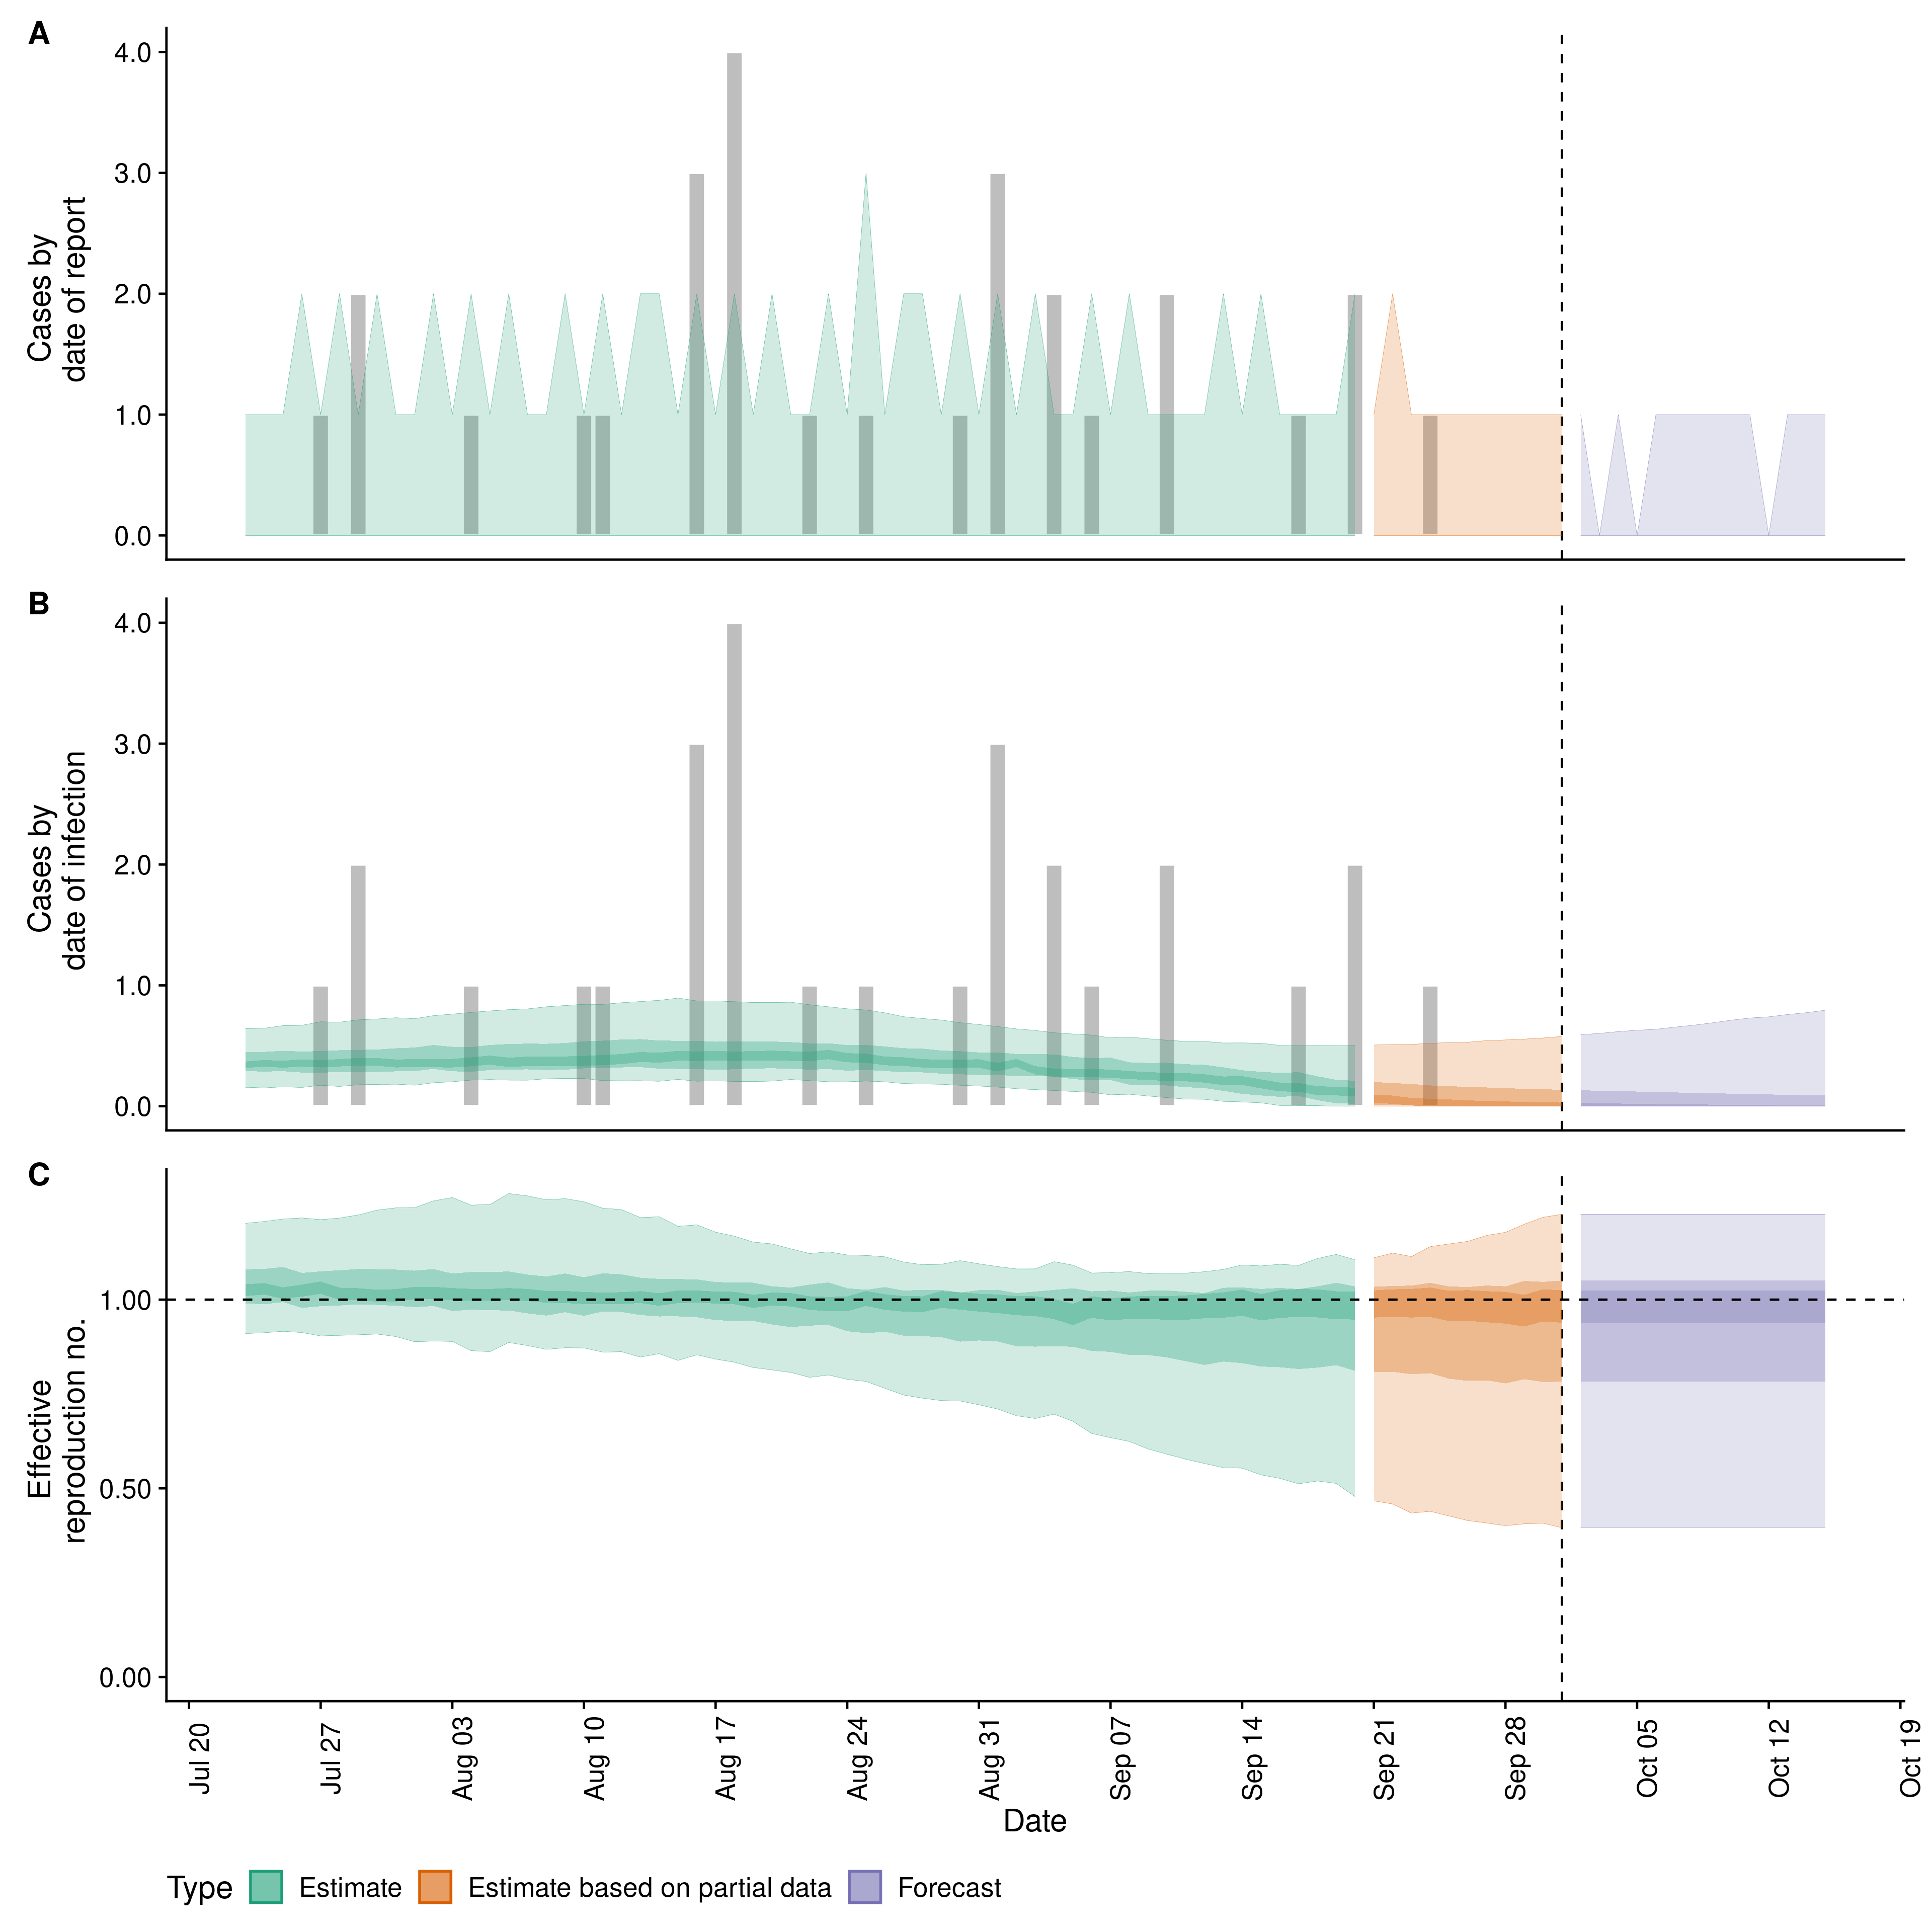 A
4.0
3.0
2.0
1.0
0.0
Cases by
date of report
B
4.0
3.0
2.0
1.0
0.0
Cases by
date of infection
C
1.00
0.50
0.00
Effective
reproduction no.
Jul 20
Jul 27
Aug 03
Aug 10
Aug 17
Aug 24
Aug 31
Sep 07
Sep 14
Sep 21
Sep 28
Oct 05
Oct 12
Oct 19
Date
Type Estimate Estimate based on partial data Forecast